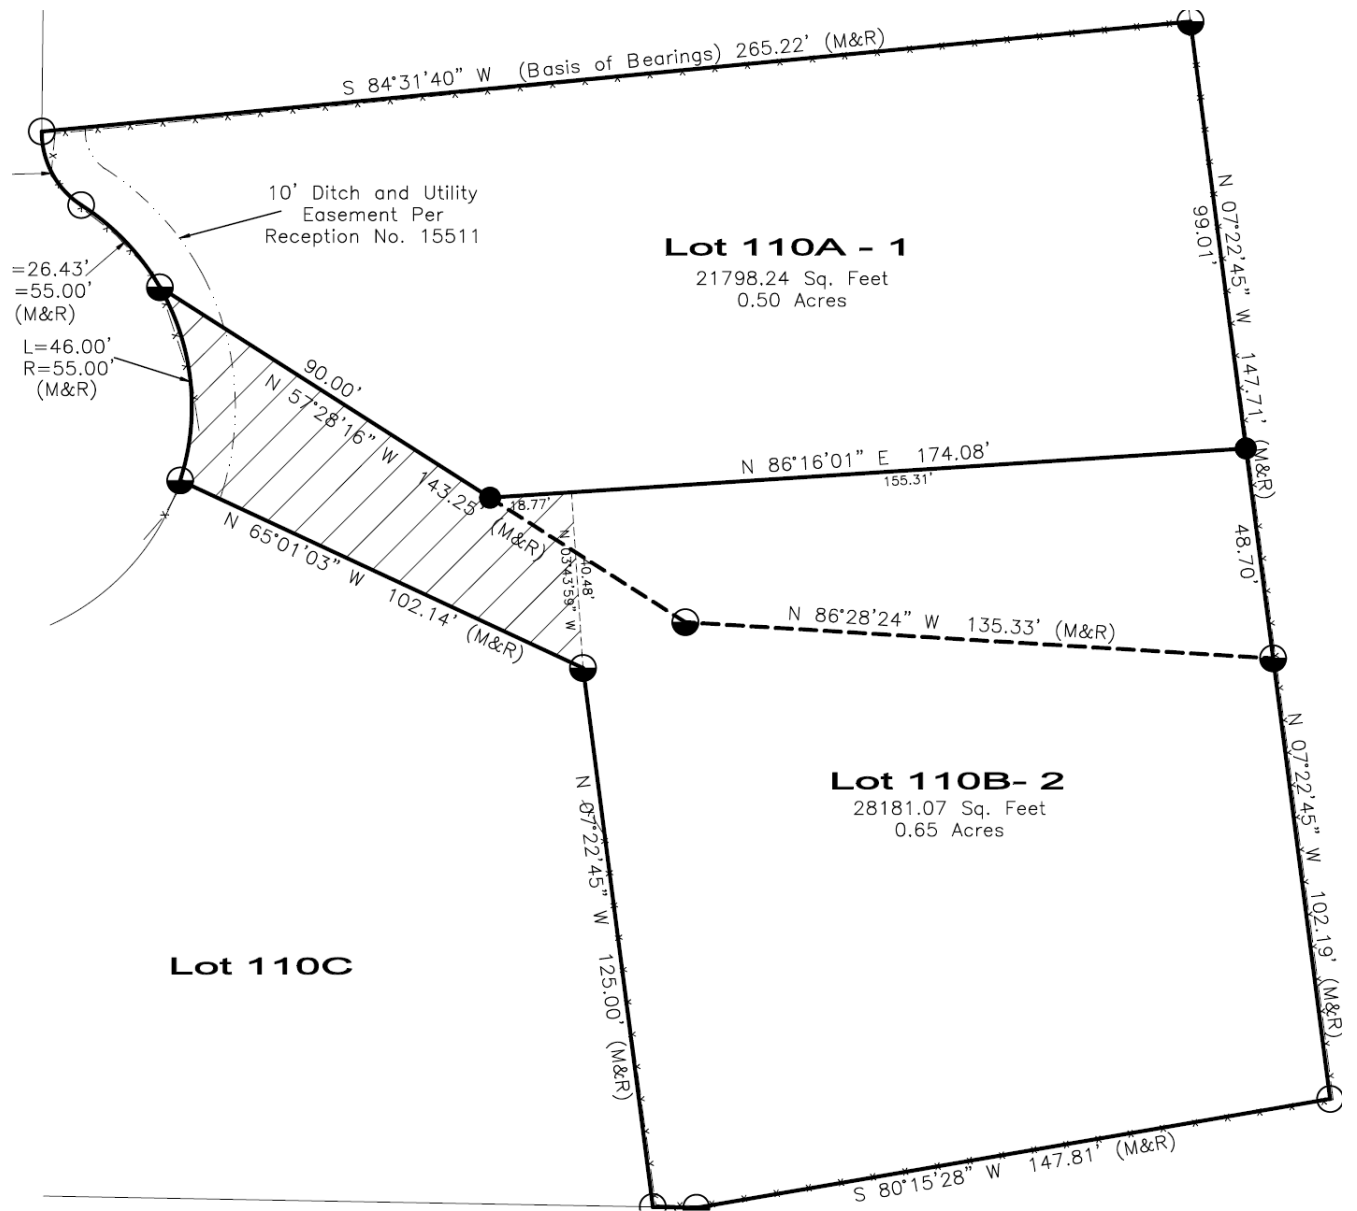 S 84°31'40" W (Basis of Bearings) 265.22' (M&R)
10' Ditch and Utility
Easement Per
Reception No. 15511
=26.43'
=55.00'
(M&R)
L=46.00'
R=55.00'
(M&R)
Lot 110A - 1
21798.24 Sq. Feet
0.50 Acres
N 07°22'45" W 147.71' (M&R)
99.01'
90.00'
N 57°28'16" W 143.25' (M&R)
N 86°16'01" E 174.08'
155.31'
18.77'
N 03°43'59" W
40.48'
48.70'
N 65°01'03" W 102.14' (M&R)
N 86°28'24" W 135.33' (M&R)
Lot 110B- 2
28181.07 Sq. Feet
0.65 Acres
N 07°22'45" W 102.19' (M&R)
N 07°22'45" W 125.00' (M&R)
Lot 110C
S 80°15'28" W 147.81' (M&R)